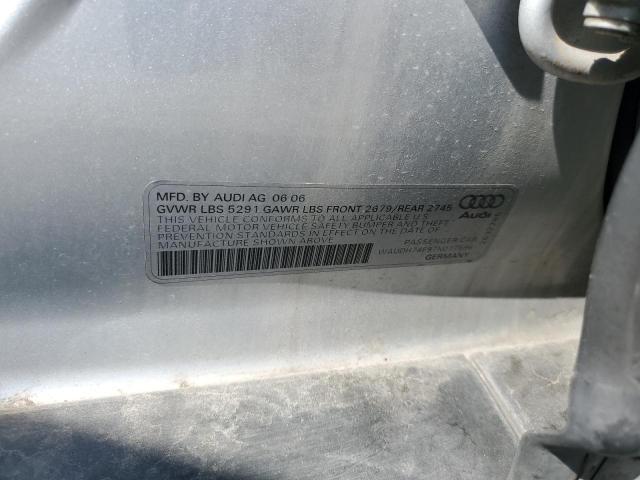 MFD. BY AUDI AG 06 06
GVWR LBS 5291 GAWR LBS FRONT 2679/REAR 2745
THIS VEHICLE CONFORMS TO ALL APPLICABLE U.S
FEDERAL MOTOR VEHICLE SAFETY BUMPER AND THEFT
PREVENTION STANDARDS IN EFFECT ON THE DATE OF
MANUFACTURE SHOWN ABOVE
PASSENGER CAR
GERMANY
Audi